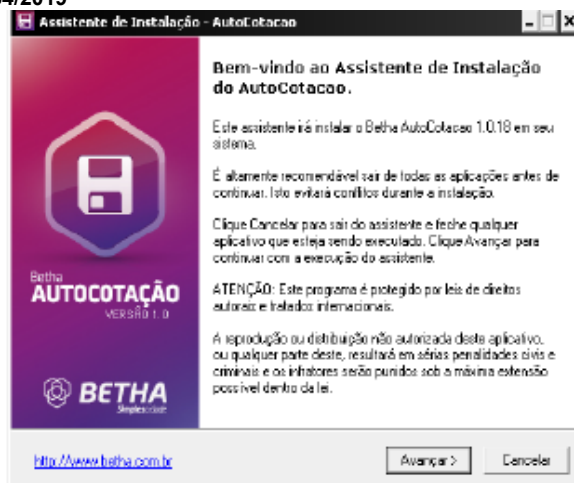 4/2019
Assistente de Instalação - AutoCotacao
Bem-vindo ao Assistente de Instalação
do AutoCotacao.
Este assistente irá instalar o Betha AutoCotacao 1.0.18 em seu
sistema.
É altamente recomendável sair de todas as aplicações antes de
continuar. Isto evitará conflitos durante a instalação.
Clique Cancelar para sair do assistente e feche qualquer
aplicativo que esteja sendo executado. Clique Avançar para
continuar com a execução do assistente.
ATENÇÃO: Este programa é protegido por leis de direitos
autorais e tratados internacionais.
A reprodução ou distribuição não autorizada deste aplicativo,
ou qualquer parte deste, resultará em sérias penalidades civis e
criminais e os infratores serão punidos sob a máxima extensão
possível dentro da lei.
Betha
AUTOCOTAÇÃO
VERSÃO 1.0
BETHA
http://www.betha.com.br
Avançar >
Cancelar